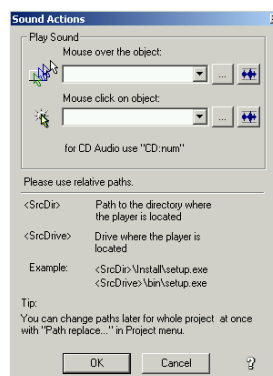 Sound Actions
Play Sound
Mouse over the object:
...
Mouse click on object:
...
for CD Audio use "CD:num"
Please use relative paths.
<SrcDir> Path to the directory where
the player is located
<SrcDrive> Drive where the player is
located
Example: <SrcDir>\Install\setup.exe
<SrcDrive>\bin\setup.exe
Tip:
You can change paths later for whole project at once
with "Path replace..." in Project menu.
OK Cancel ?